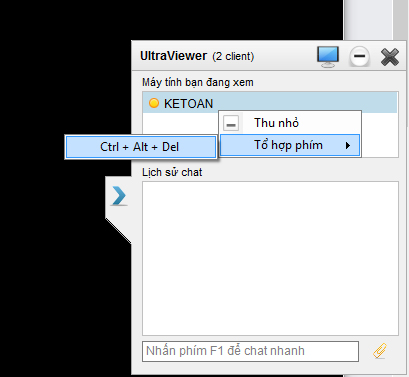 UltraViewer (2 client)
Máy tính bạn đang xem
KETOAN
Thu nhỏ
Tổ hợp phím
Ctrl + Alt + Del
Lịch sử chat
Nhấn phím F1 để chat nhanh